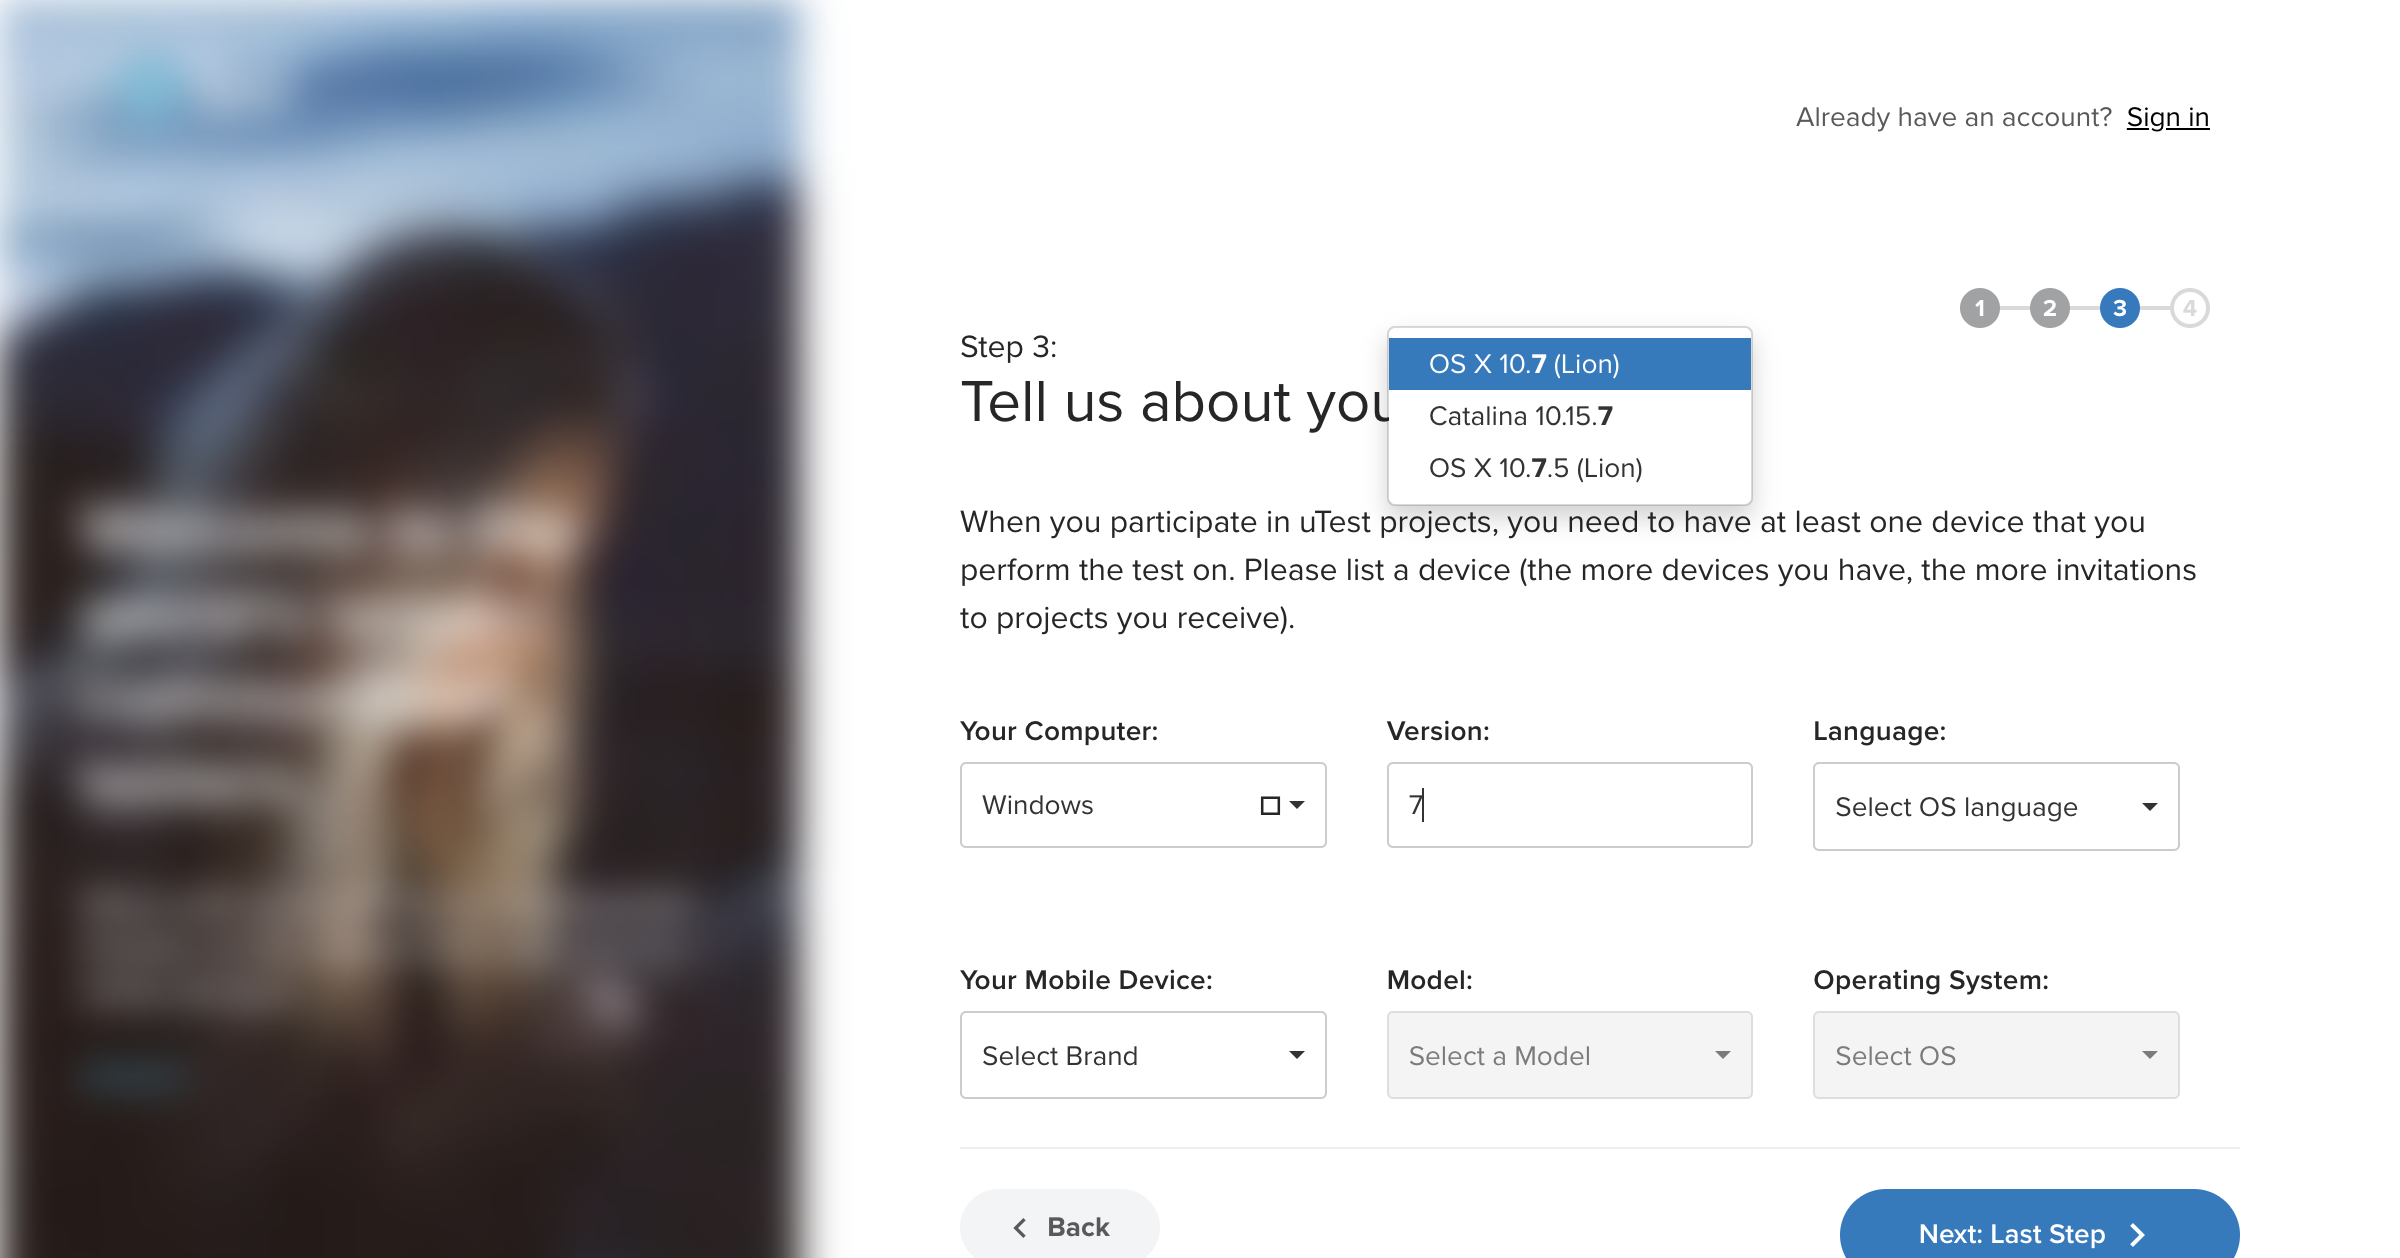 Already have an account? Sign in
1 2 3 4
Step 3:
Tell us about you
OS X 10.7 (Lion)
Catalina 10.15.7
OS X 10.7.5 (Lion)
When you participate in uTest projects, you need to have at least one device that you
perform the test on. Please list a device (the more devices you have, the more invitations
to projects you receive).
Your Computer: Version: Language:
Windows 7 Select OS language
Your Mobile Device: Model: Operating System:
Select Brand Select a Model Select OS
Back Next: Last Step